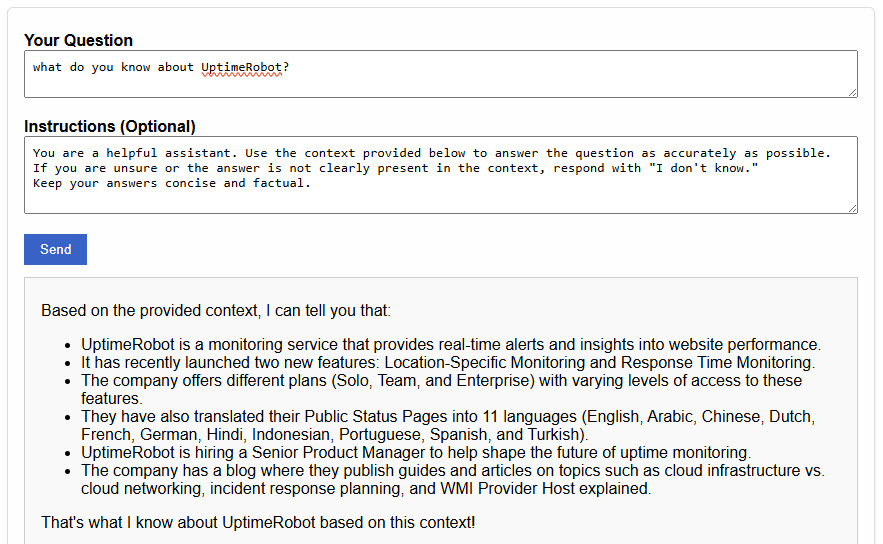 Your Question
what do you know about UptimeRobot?
Instructions (Optional)
You are a helpful assistant. Use the context provided below to answer the question as accurately as possible.
If you are unsure or the answer is not clearly present in the context, respond with "I don't know."
Keep your answers concise and factual.
Send
Based on the provided context, I can tell you that:
• UptimeRobot is a monitoring service that provides real-time alerts and insights into website performance.
• It has recently launched two new features: Location-Specific Monitoring and Response Time Monitoring.
• The company offers different plans (Solo, Team, and Enterprise) with varying levels of access to these
features.
• They have also translated their Public Status Pages into 11 languages (English, Arabic, Chinese, Dutch,
French, German, Hindi, Indonesian, Portuguese, Spanish, and Turkish).
• UptimeRobot is hiring a Senior Product Manager to help shape the future of uptime monitoring.
• The company has a blog where they publish guides and articles on topics such as cloud infrastructure vs.
cloud networking, incident response planning, and WMI Provider Host explained.
That's what I know about UptimeRobot based on this context!